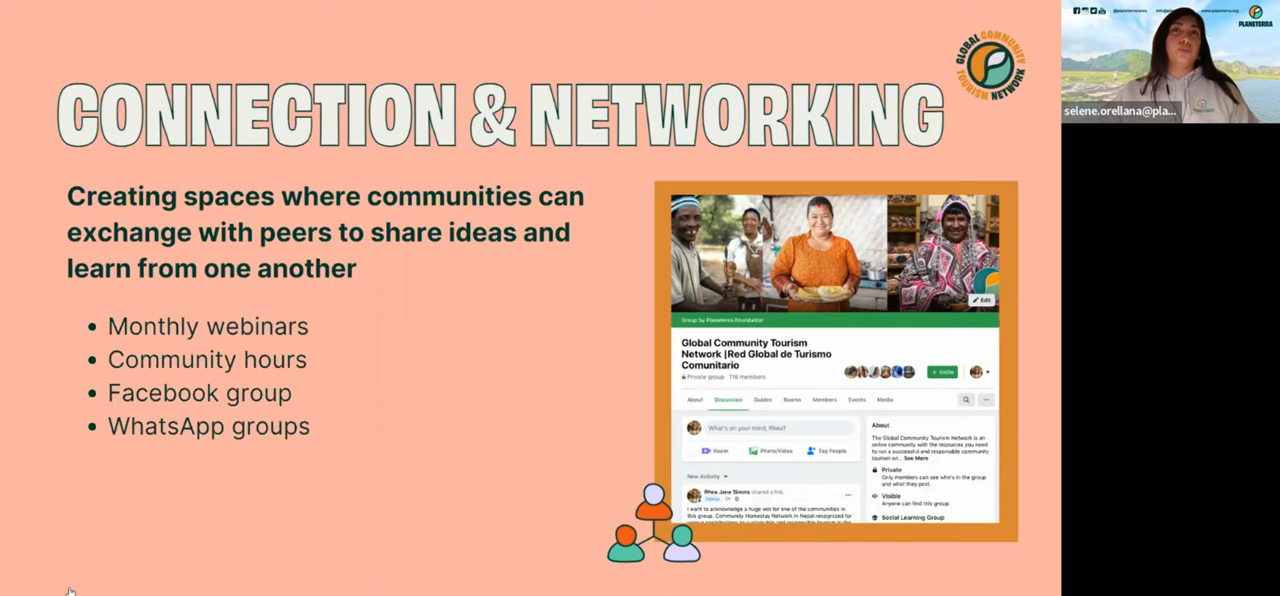 GLOBAL COMMUNITY
TOURISM NETWORK
CONNECTION & NETWORKING
Creating spaces where communities can
exchange with peers to share ideas and
learn from one another
• Monthly webinars
• Community hours
• Facebook group
• WhatsApp groups
Edit
Group by Planeterra Foundation
Global Community Tourism
Network |Red Global de Turismo
Comunitario
Private group · 116 members
+ Invite
About Discussion Guides Rooms Members Events Media
What's on your mind, Rhea?
Room Photo/Video Tag People
New Activity
Rhea Jana Simms shared a link.
Admin
I want to acknowledge a huge win for one of the communities in
this group. Community Homestay Network in Nepal recognized for
About
The Global Community Tourism Network is an
online community with the resources you need
to run a successful and responsible community
tourism en... See More
Private
Only members can see who's in the group
and what they post.
Visible
Anyone can find this group.
Social Learning Group
www.planeterra.org
PLANETERRA
selene.orellana@pla...